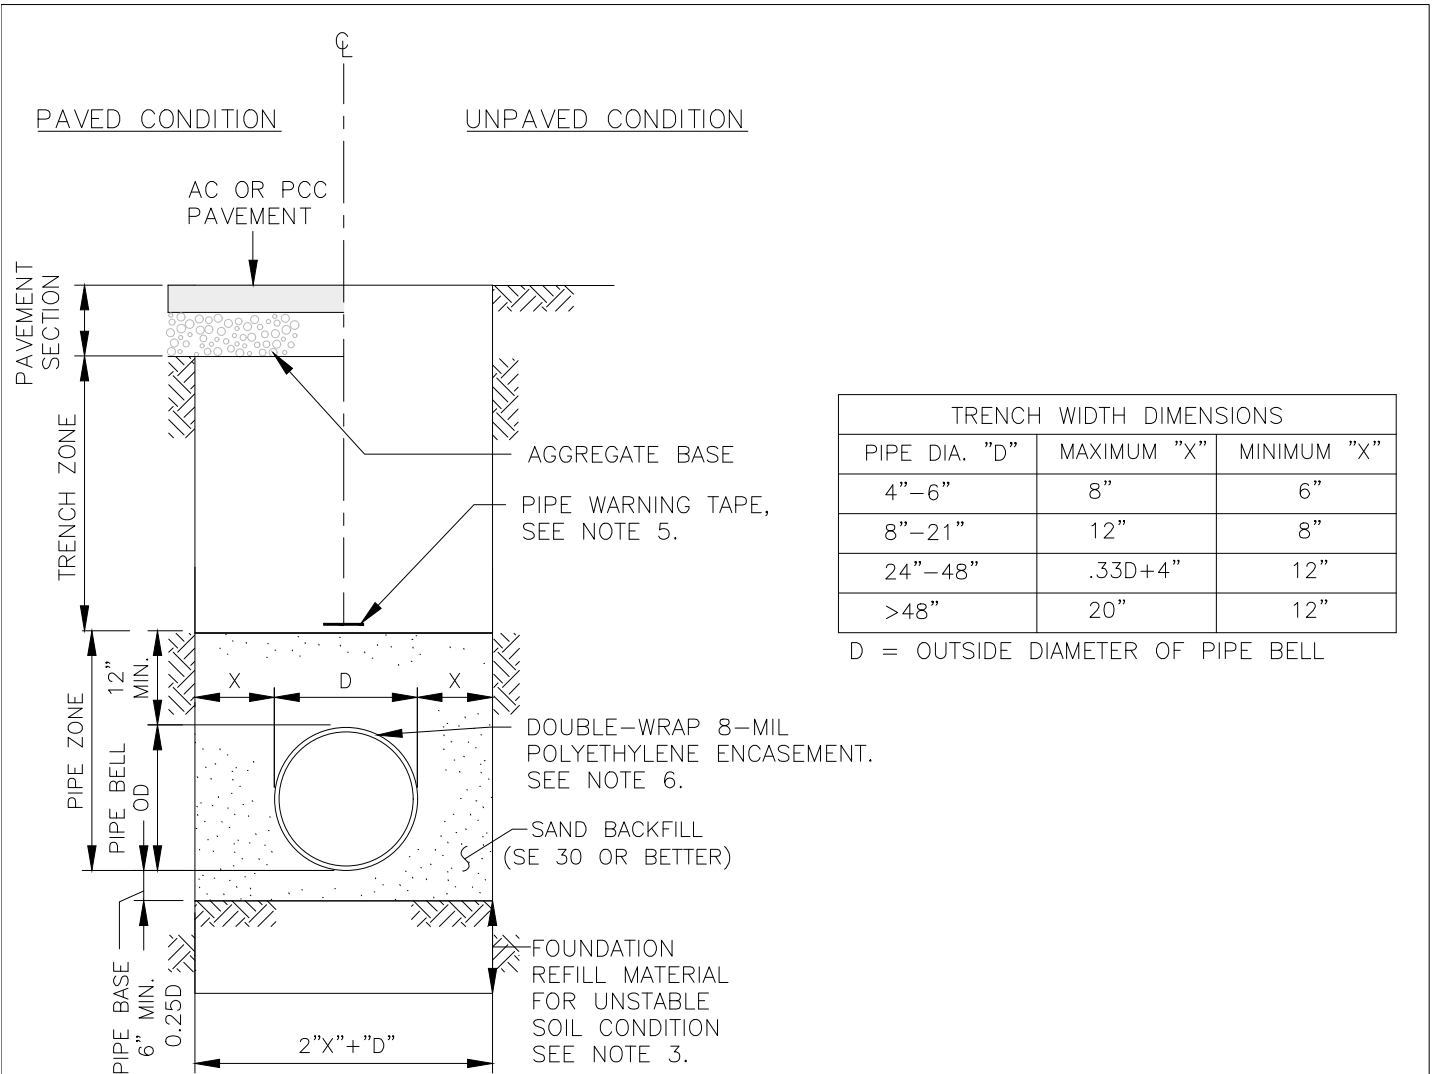 ℄
PAVED CONDITION
UNPAVED CONDITION
AC OR PCC
PAVEMENT
PAVEMENT
SECTION
TRENCH ZONE
AGGREGATE BASE
PIPE WARNING TAPE,
SEE NOTE 5.
TRENCH WIDTH DIMENSIONS
PIPE DIA. "D" MAXIMUM "X" MINIMUM "X"
4"-6" 8" 6"
8"-21" 12" 8"
24"-48" .33D+4" 12"
>48" 20" 12"
D = OUTSIDE DIAMETER OF PIPE BELL
PIPE ZONE
12"
MIN.
X D X
PIPE BELL
OD
DOUBLE-WRAP 8-MIL
POLYETHYLENE ENCASEMENT.
SEE NOTE 6.
SAND BACKFILL
(SE 30 OR BETTER)
PIPE BASE
6" MIN.
0.25D
FOUNDATION
REFILL MATERIAL
FOR UNSTABLE
SOIL CONDITION
SEE NOTE 3.
2"X"+"D"